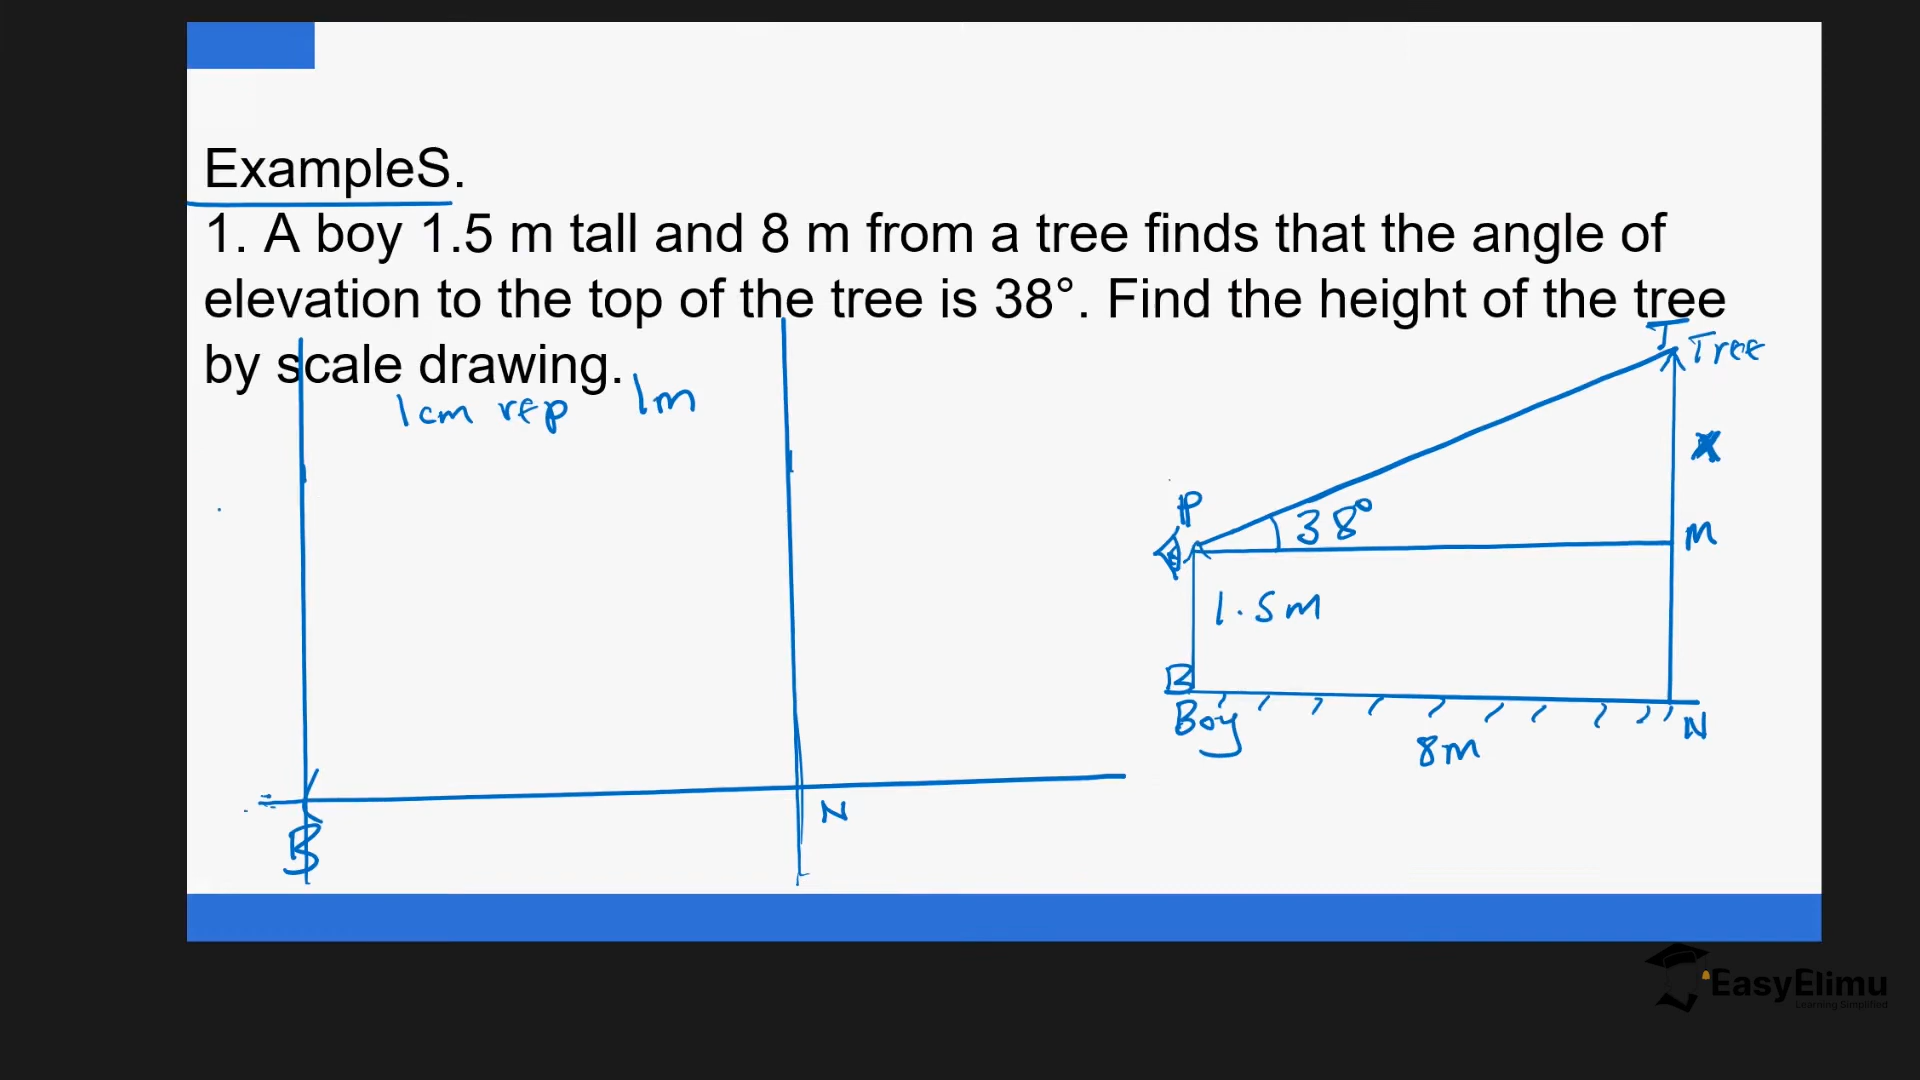 ExampleS.
1. A boy 1.5 m tall and 8 m from a tree finds that the angle of
elevation to the top of the tree is 38°. Find the height of the tree
by scale drawing.
1cm rep 1m
T Tree
x
P
38°
M
1.5m
B
Boy
8m
N
B
N
EasyElimu
Learning Simplified